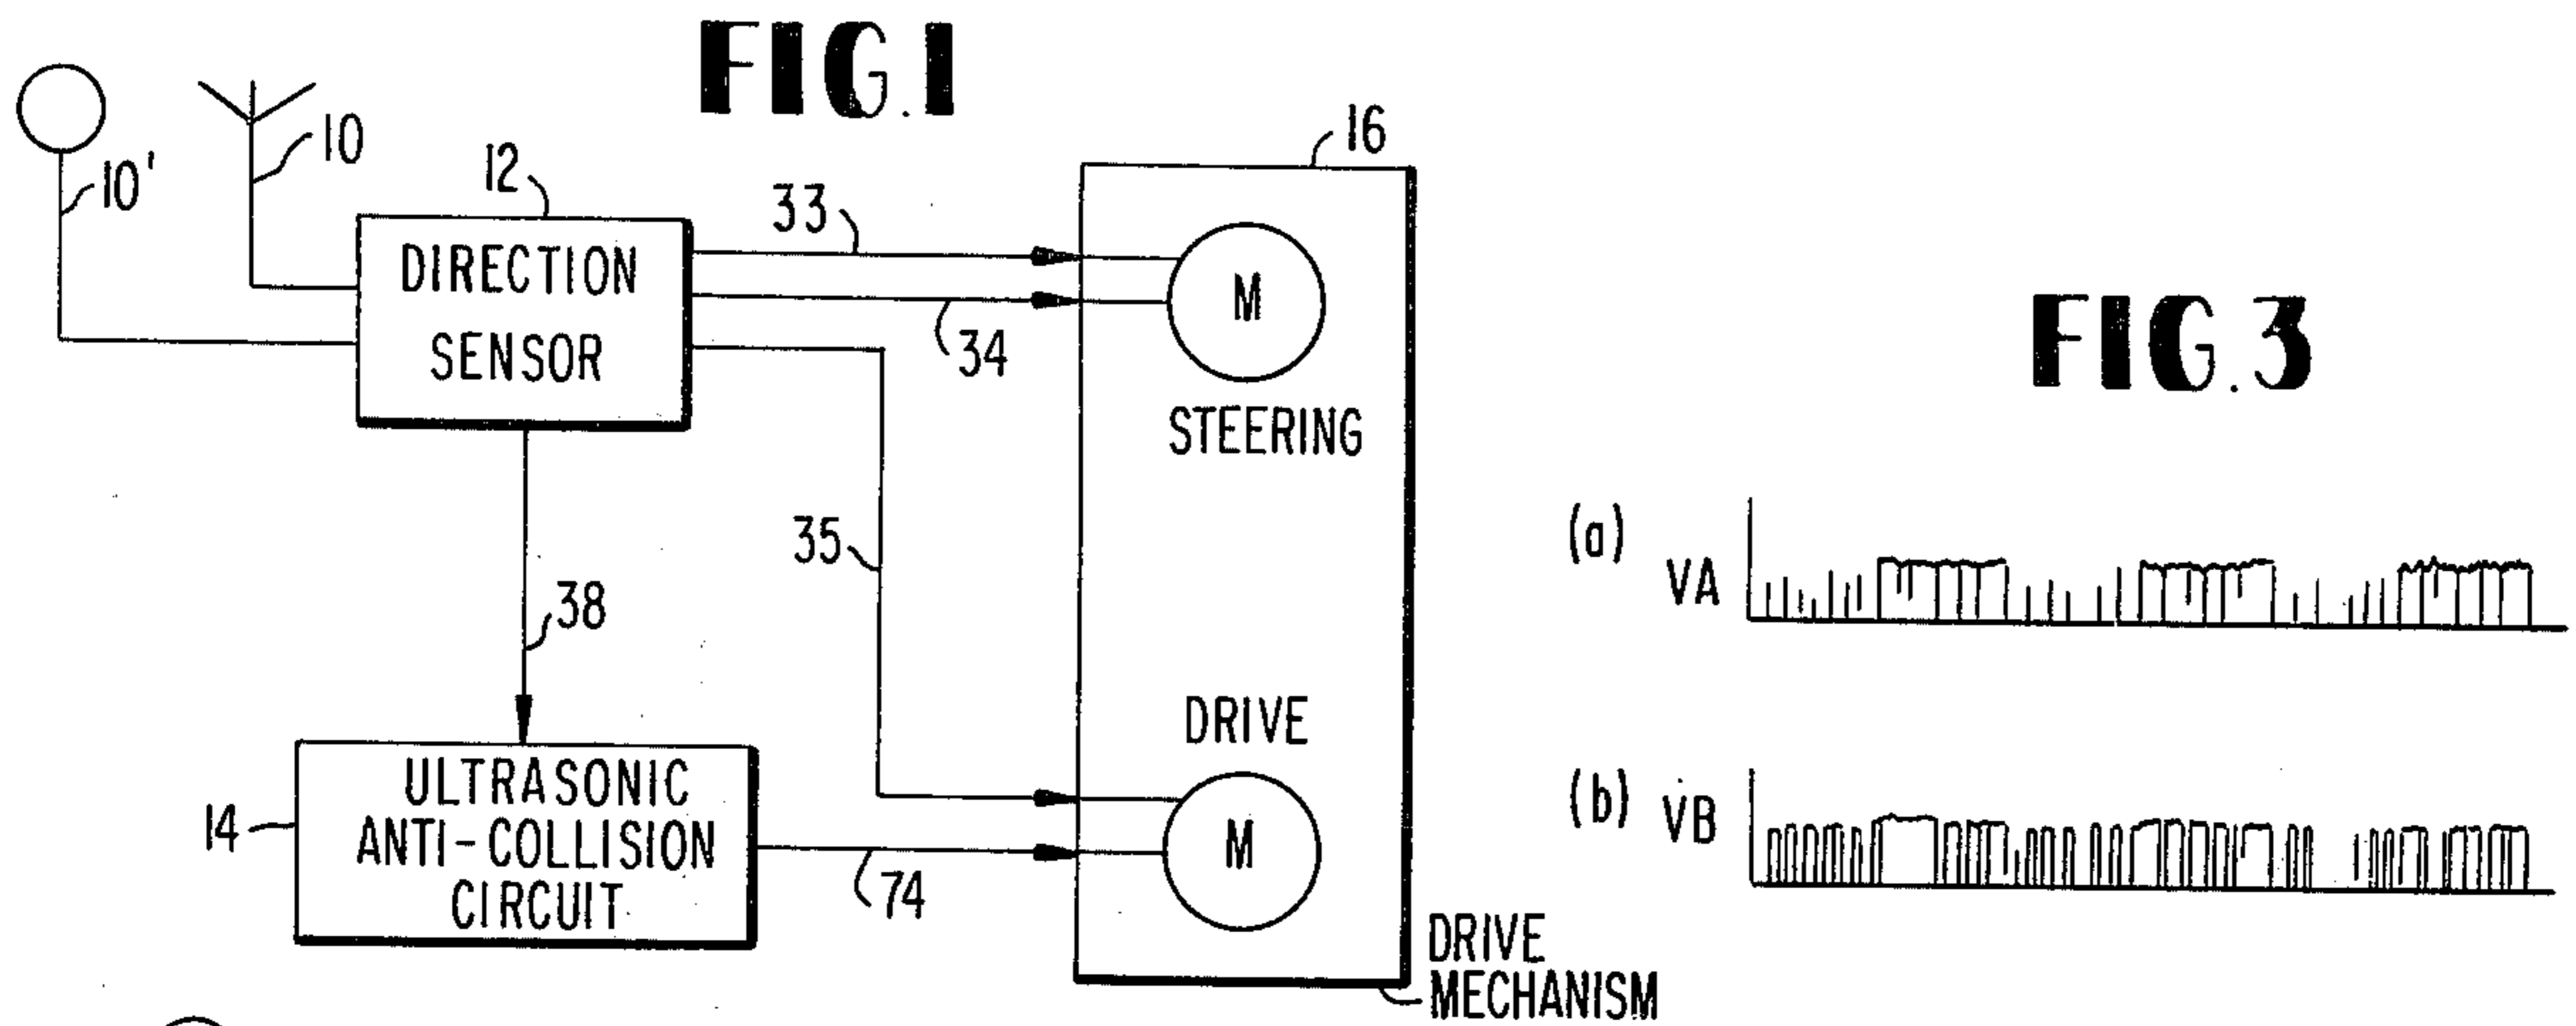 FIG.1
10'
10
12
DIRECTION
SENSOR
33
34
35
38
16
M
STEERING
DRIVE
M
DRIVE
MECHANISM
14
ULTRASONIC
ANTI-COLLISION
CIRCUIT
74
FIG.3
(a) VA
(b) VB